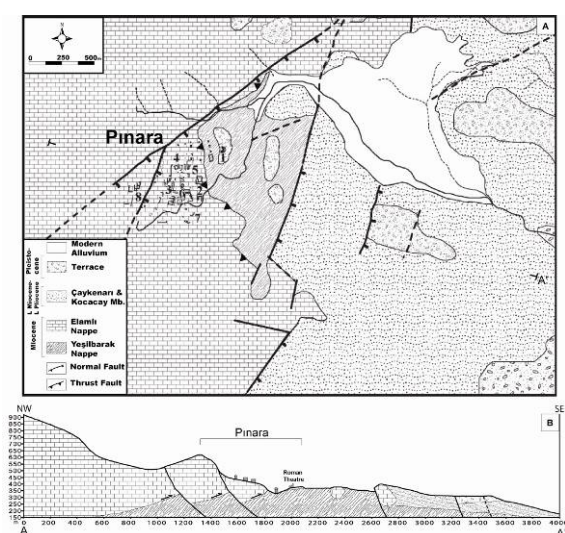 A
N
0 250 500m
Pınara
A'
Pleisto-
cene
Modern
Alluvium
Terrace
Çaykenarı &
Kocacay Mb.
Miocene
Elamlı
Nappe
Yeşilbarak
Nappe
Normal Fault
Thrust Fault
NW
SE
B
Pınara
Roman
Theatre
930
900
850
800
750
700
650
600
550
500
450
400
350
300
250
200
150
0 200 400 600 800 1000 1200 1400 1600 1800 2000 2200 2400 2600 2800 3000 3200 3400 3600 3800 4000
A
A'